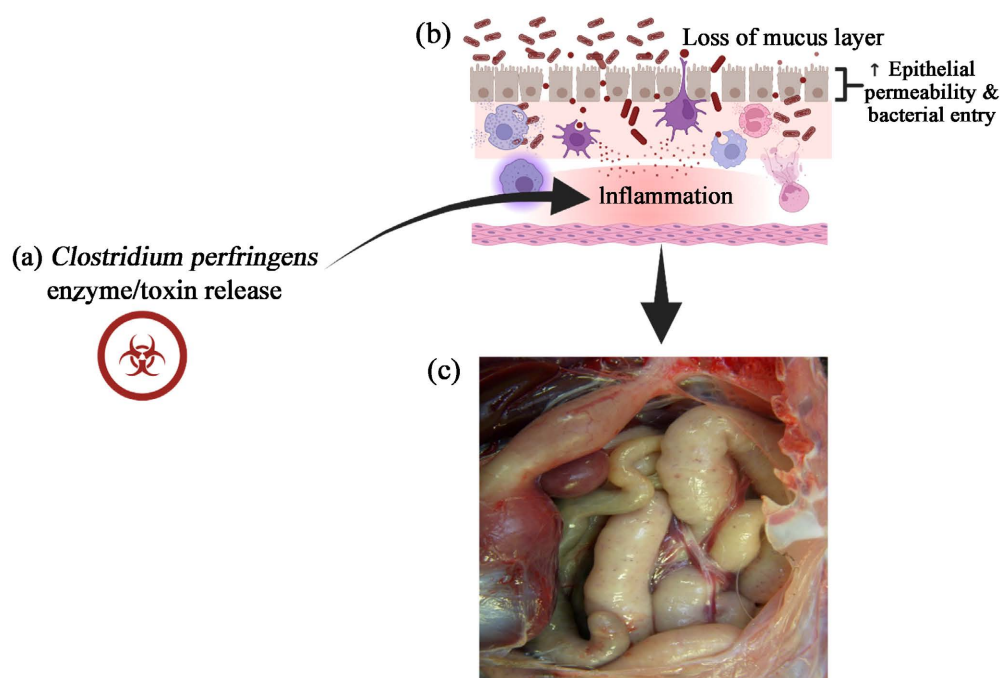 (b)
Loss of mucus layer
↑ Epithelial
permeability &
bacterial entry
Inflammation
(a) Clostridium perfringens
enzyme/toxin release
(c)